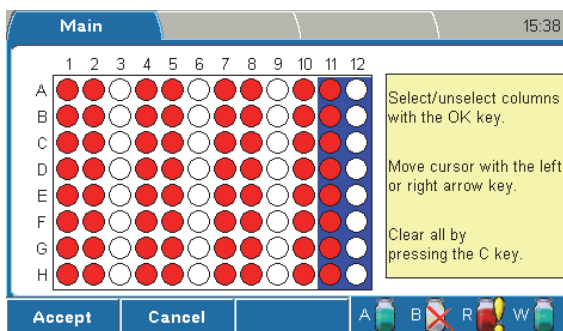 Main
15:38
1 2 3 4 5 6 7 8 9 10 11 12
A
B
C
D
E
F
G
H
Select/unselect columns
with the OK key.
Move cursor with the left
or right arrow key.
Clear all by
pressing the C key.
Accept Cancel A B R W